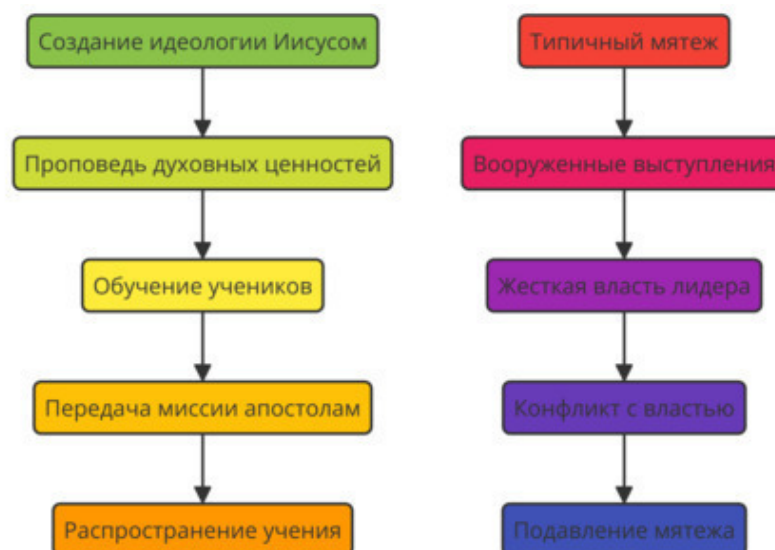 Создание идеологии Иисусом
Проповедь духовных ценностей
Обучение учеников
Передача миссии апостолам
Распространение учения
Типичный мятеж
Вооруженные выступления
Жесткая власть лидера
Конфликт с властью
Подавление мятежа